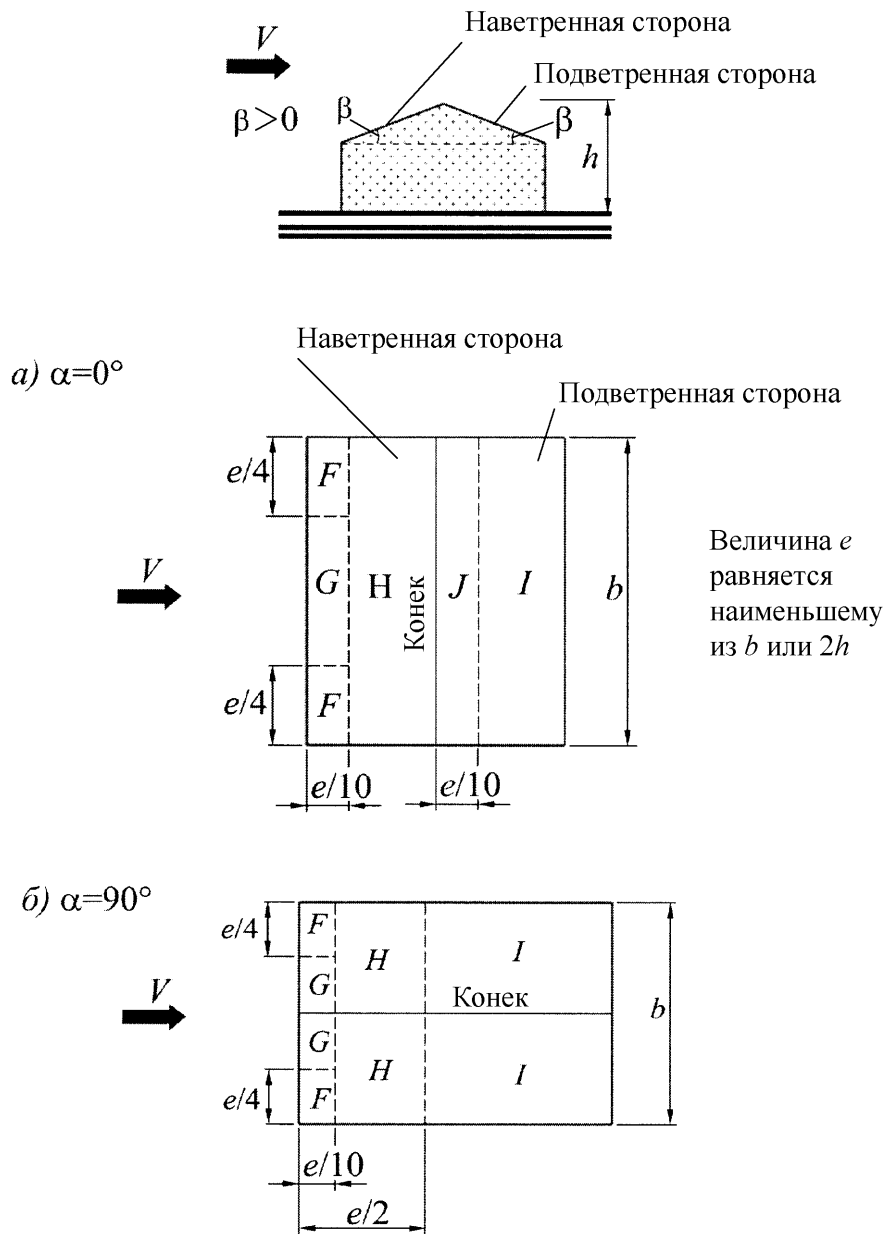 Наветренная сторона
V
Подветренная сторона
β>0
β
β
h
Наветренная сторона
а) α=0°
Подветренная сторона
e/4
F
V
G
H
Конек
J
I
b
Величина e
равняется
наименьшему
из b или 2h
e/4
F
e/10
e/10
б) α=90°
e/4
F
H
I
V
G
Конек
b
G
H
I
e/4
F
e/10
e/2